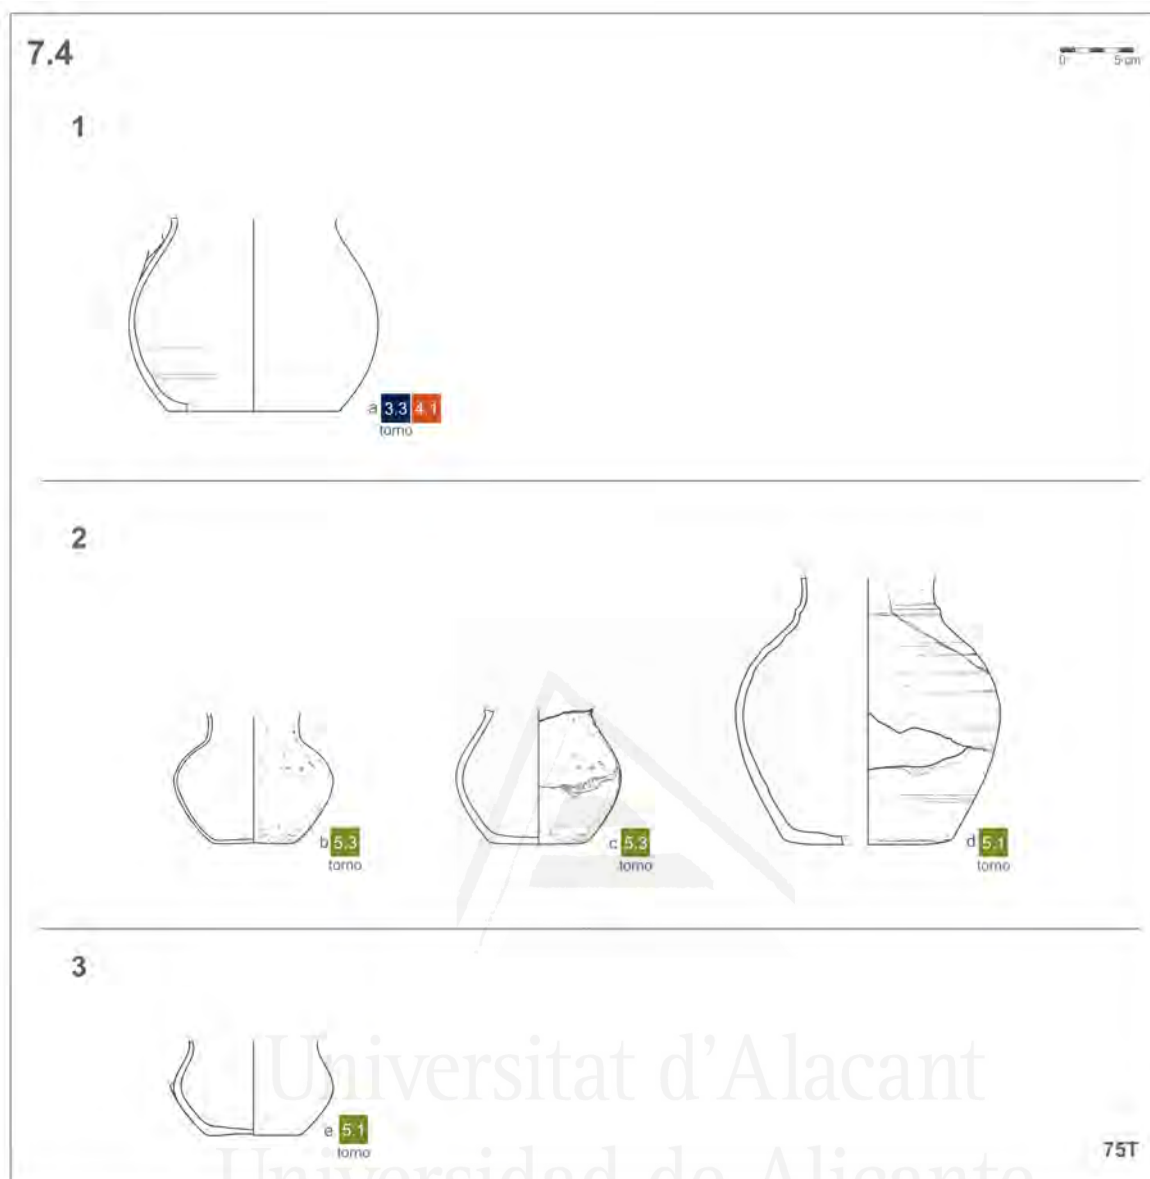 7.4
0 5 cm
1
a 3.3 4.1
torno
2
b 5.3
torno
c 5.3
torno
d 5.1
torno
3
e 5.1
torno
75T
Universitat d'Alacant
Universidad de Alicante